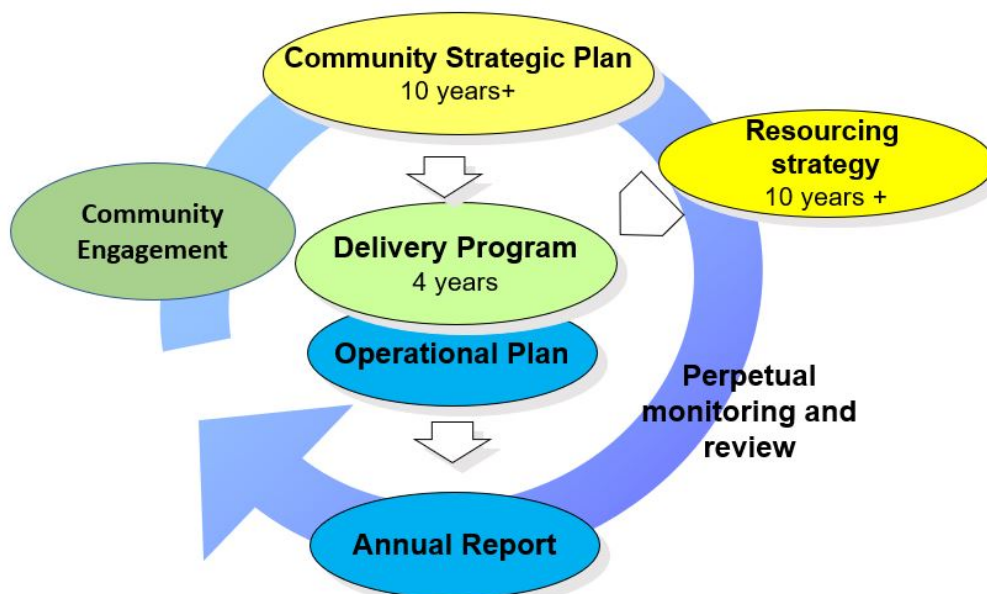 Community Strategic Plan
10 years+
Resourcing
strategy
10 years +
Community
Engagement
Delivery Program
4 years
Operational Plan
Perpetual
monitoring and
review
Annual Report